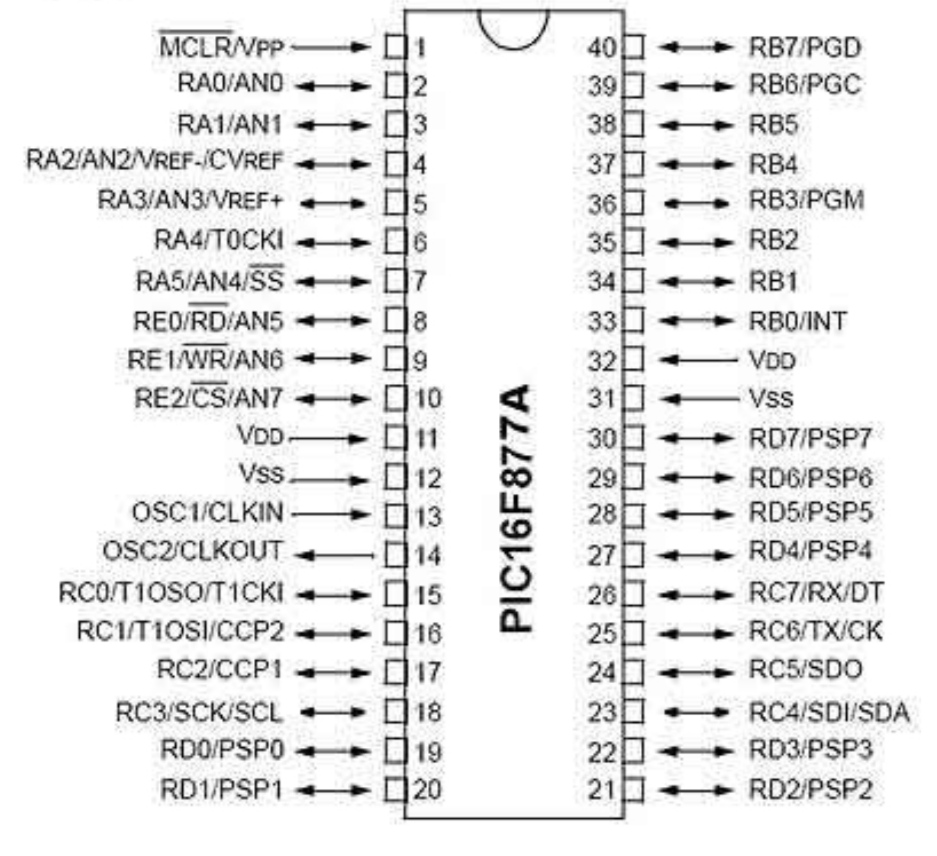 MCLR/VPP 1
RA0/AN0 2
RA1/AN1 3
RA2/AN2/VREF-/CVREF 4
RA3/AN3/VREF+ 5
RA4/T0CKI 6
RA5/AN4/SS 7
RE0/RD/AN5 8
RE1/WR/AN6 9
RE2/CS/AN7 10
VDD 11
VSS 12
OSC1/CLKIN 13
OSC2/CLKOUT 14
RC0/T1OSO/T1CKI 15
RC1/T1OSI/CCP2 16
RC2/CCP1 17
RC3/SCK/SCL 18
RD0/PSP0 19
RD1/PSP1 20
PIC16F877A
40 RB7/PGD
39 RB6/PGC
38 RB5
37 RB4
36 RB3/PGM
35 RB2
34 RB1
33 RB0/INT
32 VDD
31 VSS
30 RD7/PSP7
29 RD6/PSP6
28 RD5/PSP5
27 RD4/PSP4
26 RC7/RX/DT
25 RC6/TX/CK
24 RC5/SDO
23 RC4/SDI/SDA
22 RD3/PSP3
21 RD2/PSP2